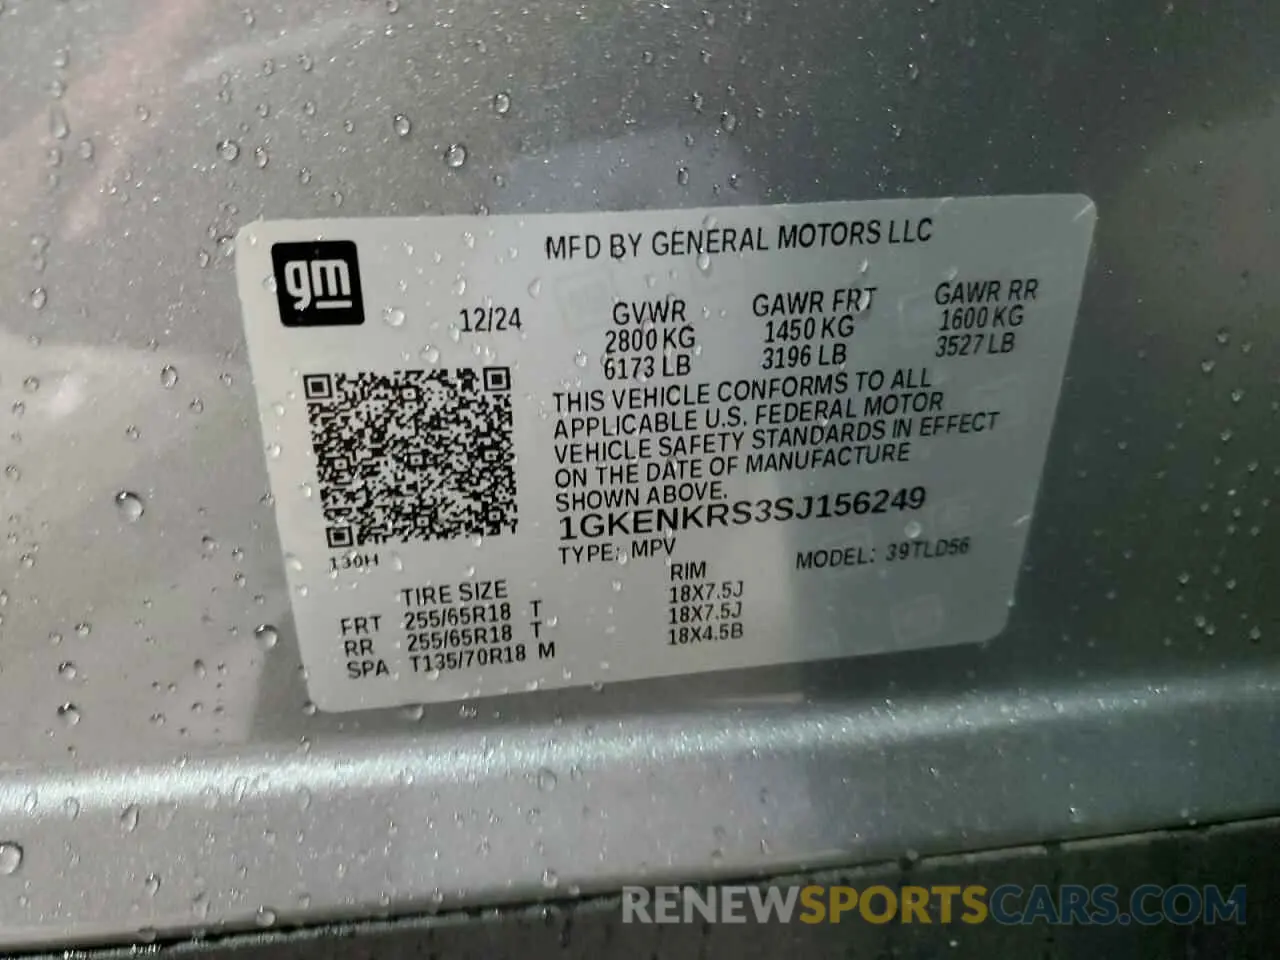 gm
MFD BY GENERAL MOTORS LLC
12/24
GVWR GAWR FRT GAWR RR
2800 KG 1450 KG 1600 KG
6173 LB 3196 LB 3527 LB
THIS VEHICLE CONFORMS TO ALL
APPLICABLE U.S. FEDERAL MOTOR
VEHICLE SAFETY STANDARDS IN EFFECT
ON THE DATE OF MANUFACTURE
SHOWN ABOVE.
1GKENKRS3SJ156249
TYPE: MPV MODEL: 39TLD56
130H
TIRE SIZE RIM
FRT 255/65R18 T 18X7.5J
RR 255/65R18 T 18X7.5J
SPA T135/70R18 M 18X4.5B
RENEWSPORTSCARS.COM